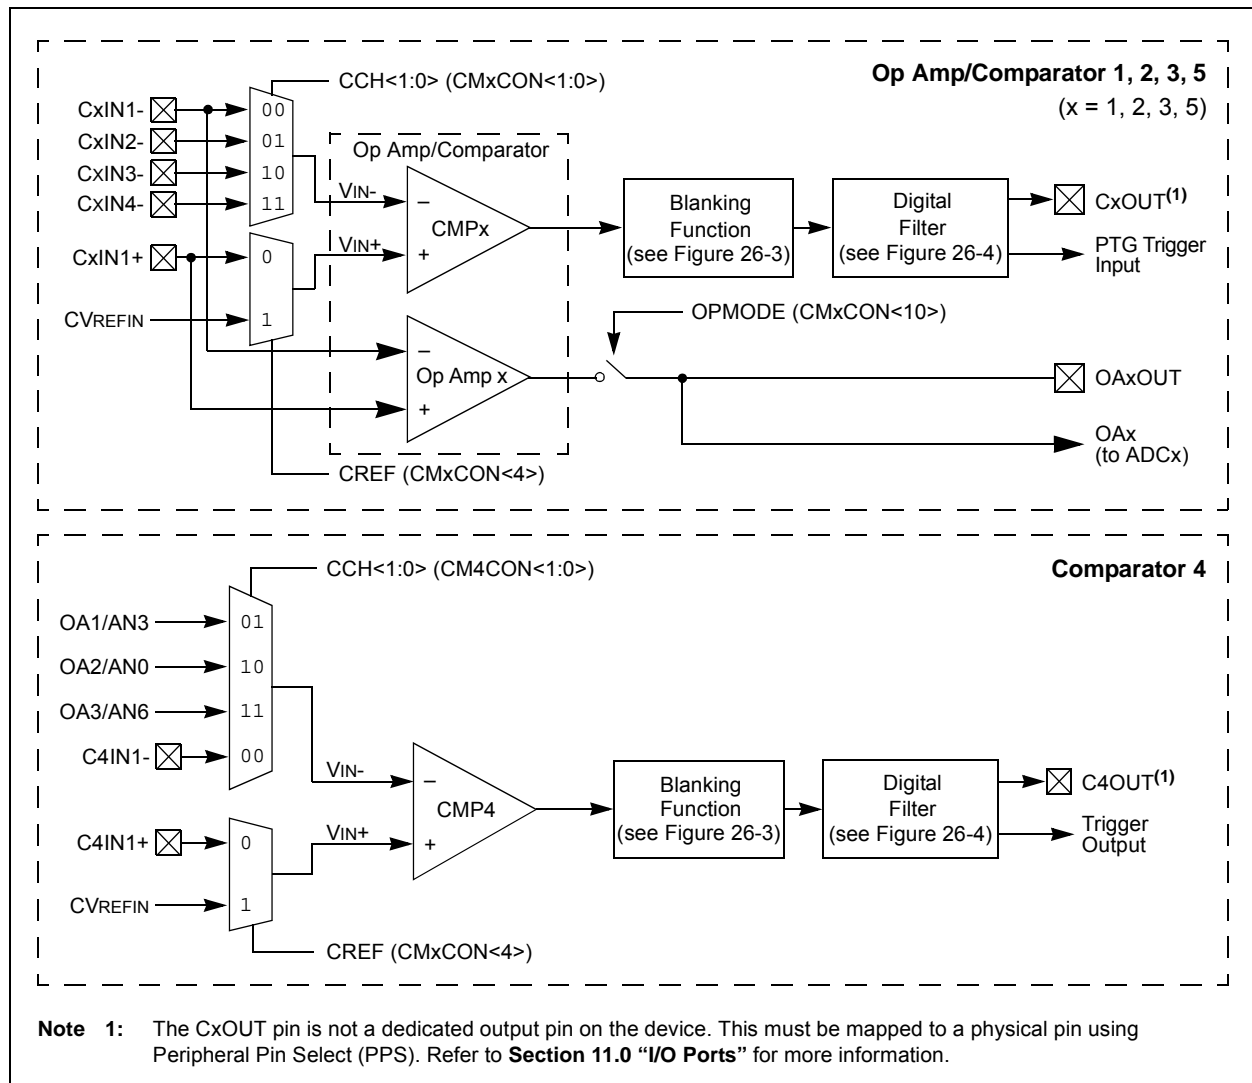 CCH<1:0> (CMxCON<1:0>)
Op Amp/Comparator 1, 2, 3, 5
(x = 1, 2, 3, 5)
CxIN1-
00
CxIN2-
01
CxIN3-
10
CxIN4-
11
Op Amp/Comparator
VIN-
–
CMPx
VIN+
+
Blanking
Function
(see Figure 26-3)
Digital
Filter
(see Figure 26-4)
CxOUT(1)
PTG Trigger
Input
CxIN1+
0
CVREFIN
1
OPMODE (CMxCON<10>)
–
Op Amp x
+
OAxOUT
OAx
(to ADCx)
CREF (CMxCON<4>)
CCH<1:0> (CM4CON<1:0>)
Comparator 4
OA1/AN3
01
OA2/AN0
10
OA3/AN6
11
C4IN1-
00
VIN-
–
CMP4
VIN+
+
Blanking
Function
(see Figure 26-3)
Digital
Filter
(see Figure 26-4)
C4OUT(1)
Trigger
Output
C4IN1+
0
CVREFIN
1
CREF (CMxCON<4>)
Note 1: The CxOUT pin is not a dedicated output pin on the device. This must be mapped to a physical pin using
Peripheral Pin Select (PPS). Refer to Section 11.0 “I/O Ports” for more information.